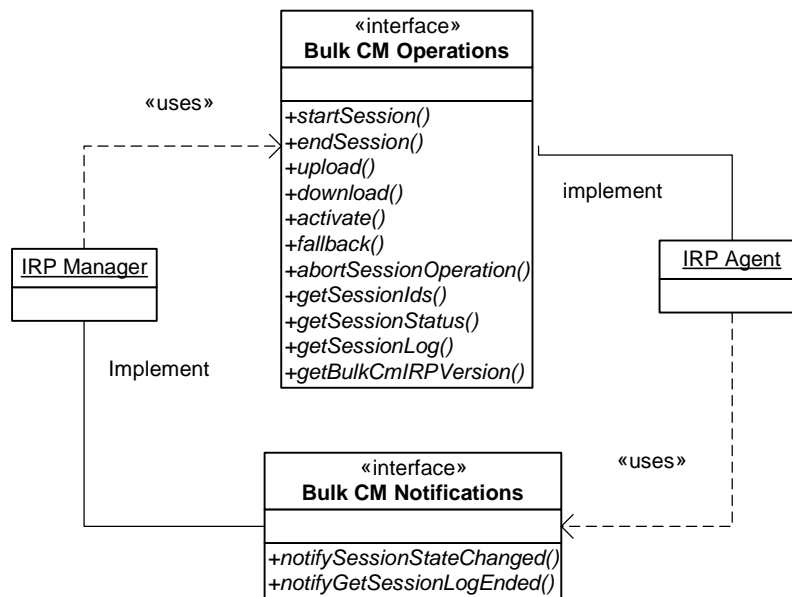 «interface»
Bulk CM Operations
«uses»
+startSession()
+endSession()
+upload()
+download()
+activate()
+fallback()
+abortSessionOperation()
+getSessionIds()
+getSessionStatus()
+getSessionLog()
+getBulkCmIRPVersion()
implement
IRP Manager
IRP Agent
Implement
«uses»
«interface»
Bulk CM Notifications
+notifySessionStateChanged()
+notifyGetSessionLogEnded()